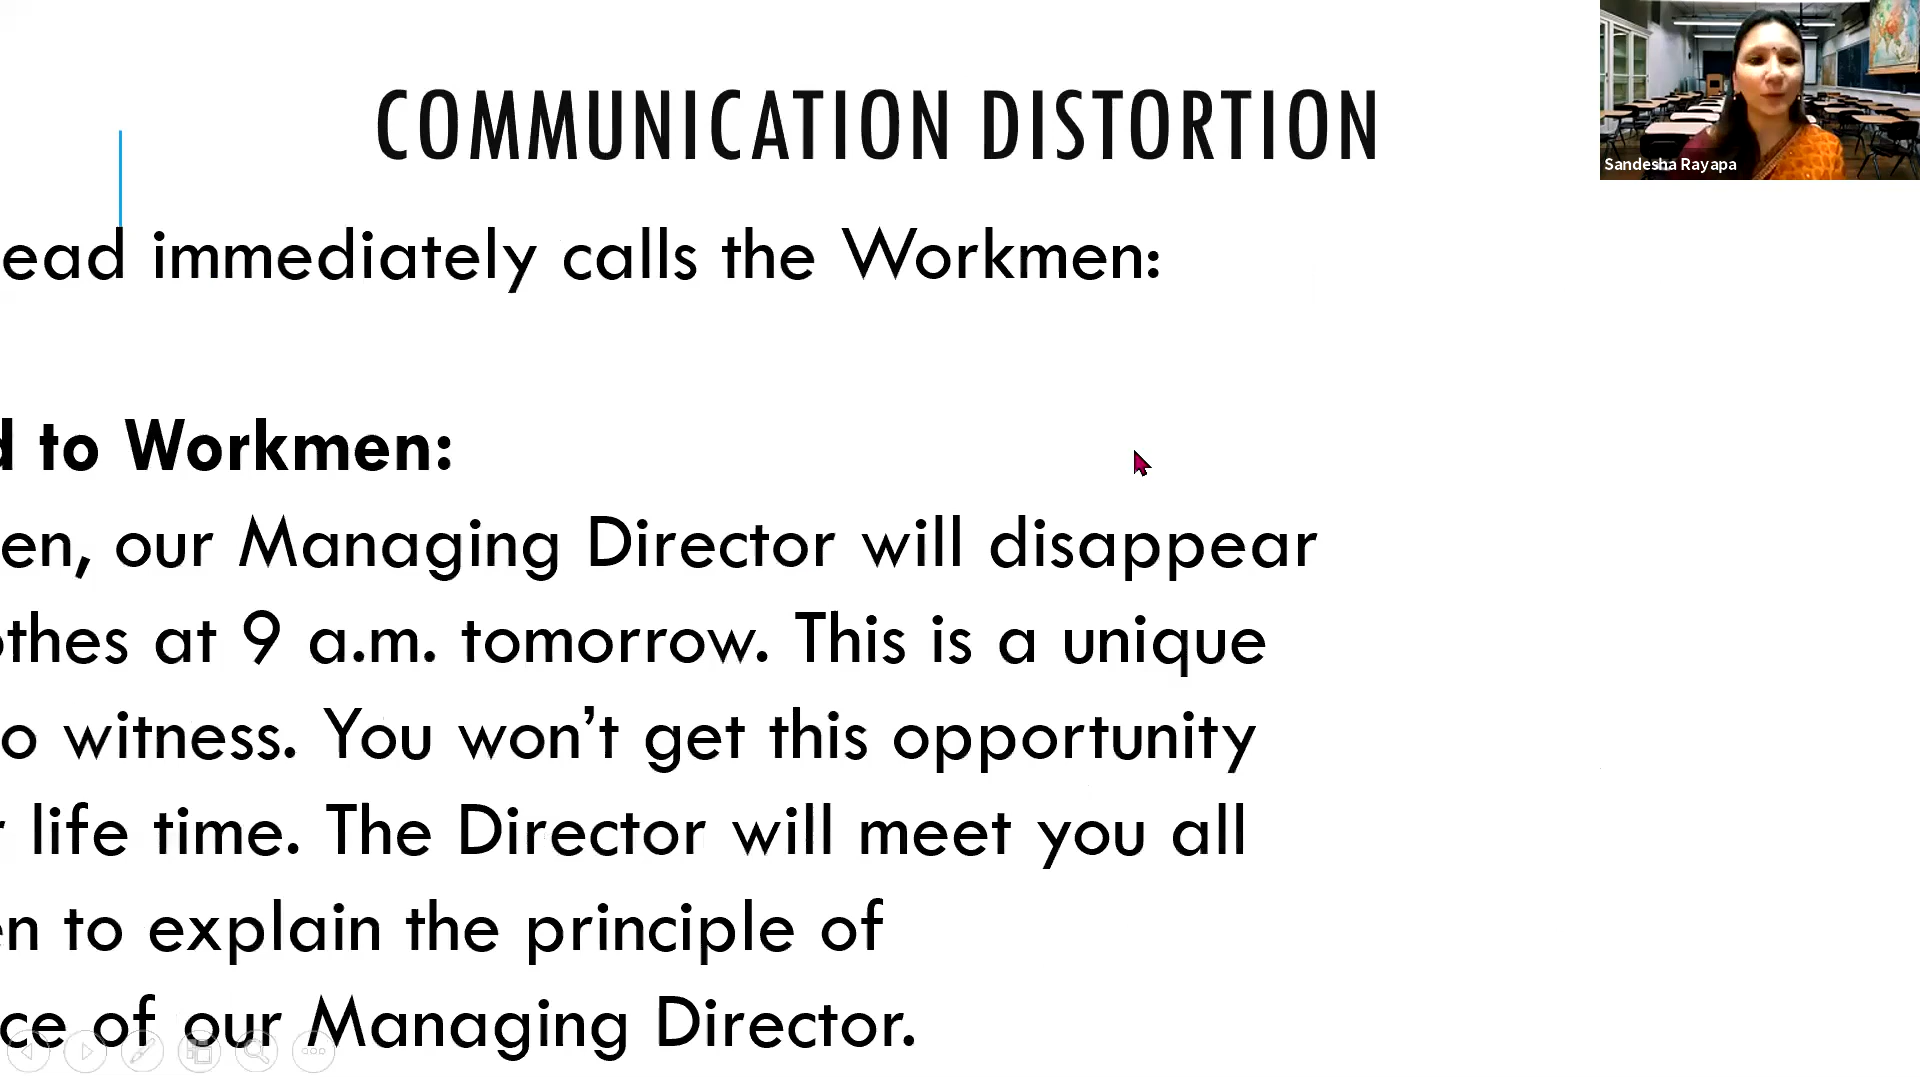 COMMUNICATION DISTORTION
Sandesha Rayapa
ead immediately calls the Workmen:
d to Workmen:
en, our Managing Director will disappear
othes at 9 a.m. tomorrow. This is a unique
o witness. You won’t get this opportunity
r life time. The Director will meet you all
en to explain the principle of
ce of our Managing Director.